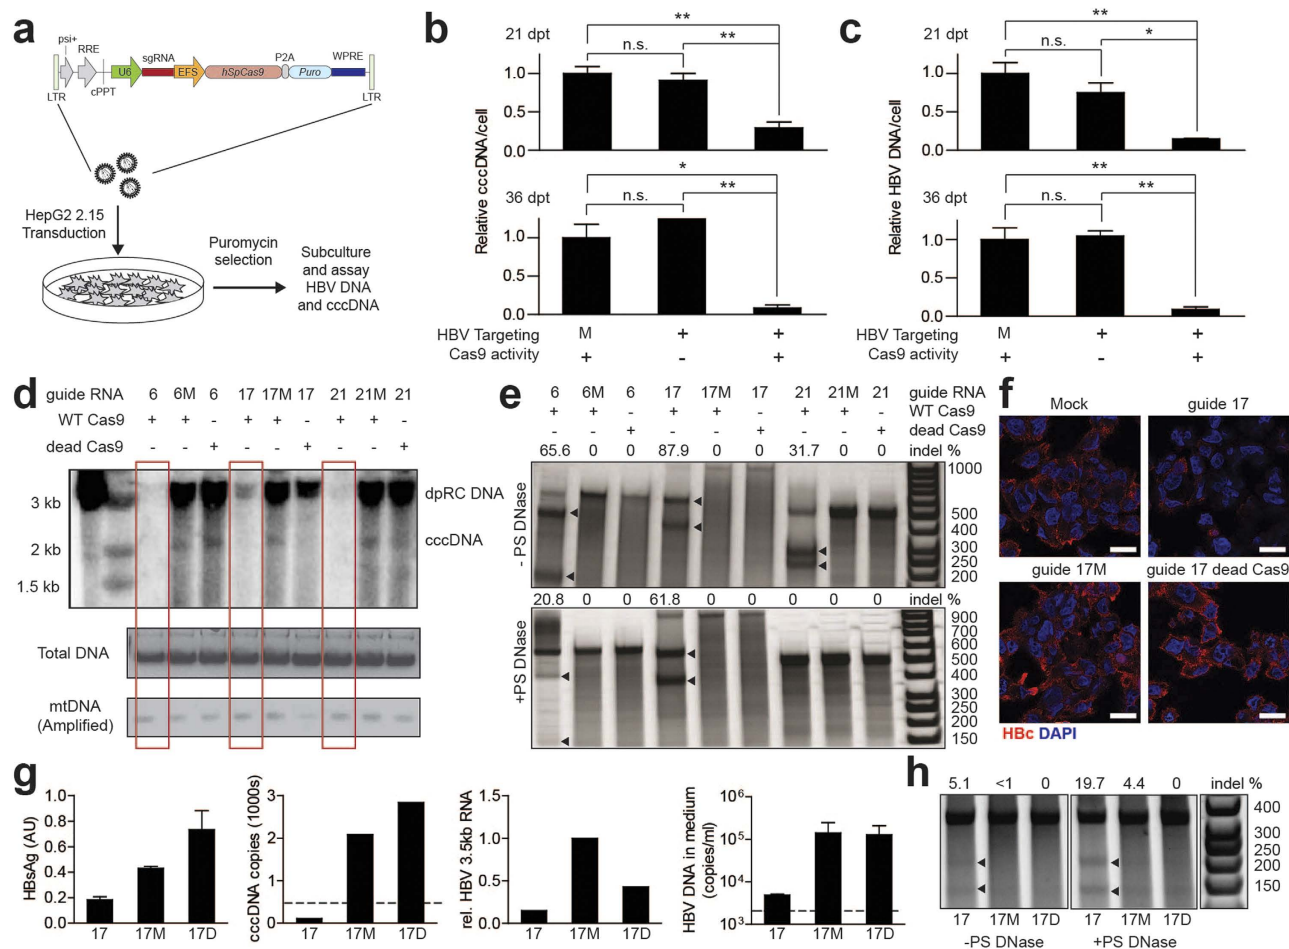 a
psi+
RRE
sgRNA
P2A
WPRE
U6
EFS
hSpCas9
Puro
LTR
cPPT
LTR
HepG2 2.15
Transduction
Puromycin
selection
Subculture
and assay
HBV DNA
and cccDNA
b
Relative cccDNA/cell
21 dpt
**
**
n.s.
1.0
0.5
0.0
36 dpt
*
**
n.s.
1.0
0.5
0.0
HBV Targeting M + +
Cas9 activity + - +
c
Relative HBV DNA/cell
21 dpt
**
*
n.s.
1.0
0.5
0.0
36 dpt
**
**
n.s.
1.0
0.5
0.0
HBV Targeting M + +
Cas9 activity + - +
d
6 6M 6 17 17M 17 21 21M 21 guide RNA
WT Cas9 + + - + + - + + -
dead Cas9 - - + - - + - - +
3 kb
2 kb
1.5 kb
dpRC DNA
cccDNA
Total DNA
mtDNA
(Amplified)
e
6 6M 6 17 17M 17 21 21M 21 guide RNA
+ + - + + - + + - WT Cas9
- - + - - + - - + dead Cas9
65.6 0 0 87.9 0 0 31.7 0 0 indel %
- PS DNase
1000
500
400
300
250
200
20.8 0 0 61.8 0 0 0 0 0 indel %
+PS DNase
900
700
600
500
400
300
250
200
150
f
Mock
guide 17
guide 17M
guide 17 dead Cas9
HBc DAPI
g
HBsAg (AU)
1.0
0.8
0.6
0.4
0.2
0.0
17 17M 17D
cccDNA copies (1000s)
3
2
1
0
17 17M 17D
rel. HBV 3.5kb RNA
1.5
1.0
0.5
0.0
17 17M 17D
HBV DNA in medium
(copies/ml)
10⁶
10⁵
10⁴
10³
17 17M 17D
h
5.1 <1 0 19.7 4.4 0 indel %
400
300
250
200
150
17 17M 17D 17 17M 17D
-PS DNase +PS DNase